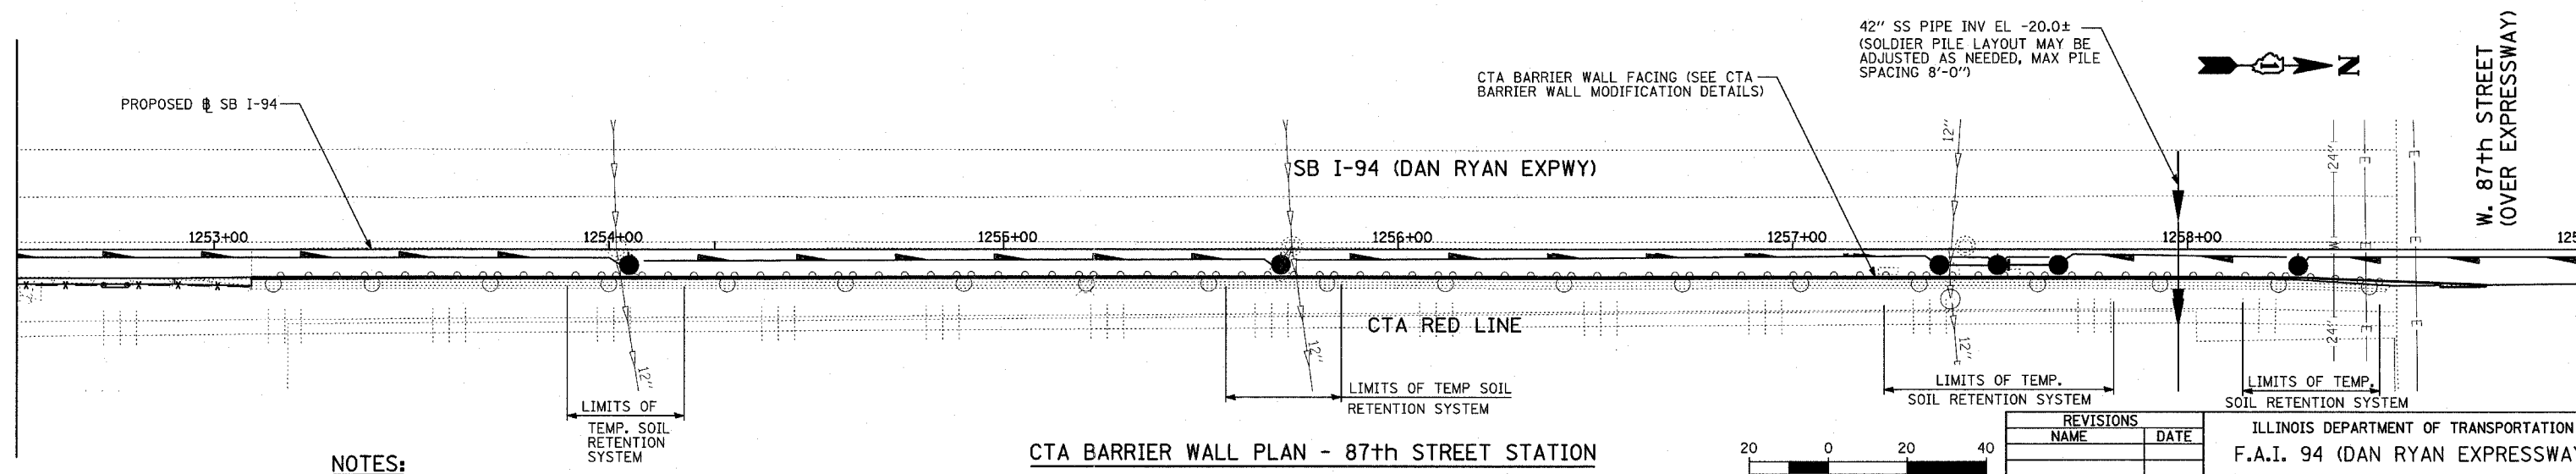 42" SS PIPE INV EL -20.0±
(SOLDIER PILE LAYOUT MAY BE
ADJUSTED AS NEEDED, MAX PILE
SPACING 8'-0")
W. 87th STREET
(OVER EXPRESSWAY)
N
CTA BARRIER WALL FACING (SEE CTA
BARRIER WALL MODIFICATION DETAILS)
PROPOSED ℄ SB I-94
12"
24"
E
E
SB I-94 (DAN RYAN EXPWY)
1253+00
1254+00
1255+00
1256+00
1257+00
1258+00
X X X X X
CTA RED LINE
12"
12"
12"
24"
E
E
LIMITS OF
TEMP. SOIL
RETENTION
SYSTEM
LIMITS OF TEMP SOIL
RETENTION SYSTEM
LIMITS OF TEMP.
SOIL RETENTION SYSTEM
LIMITS OF TEMP.
SOIL RETENTION SYSTEM
CTA BARRIER WALL PLAN - 87th STREET STATION
NOTES:
20 0 20 40
REVISIONS
NAME DATE
ILLINOIS DEPARTMENT OF TRANSPORTATION
F.A.I. 94 (DAN RYAN EXPRESSWA